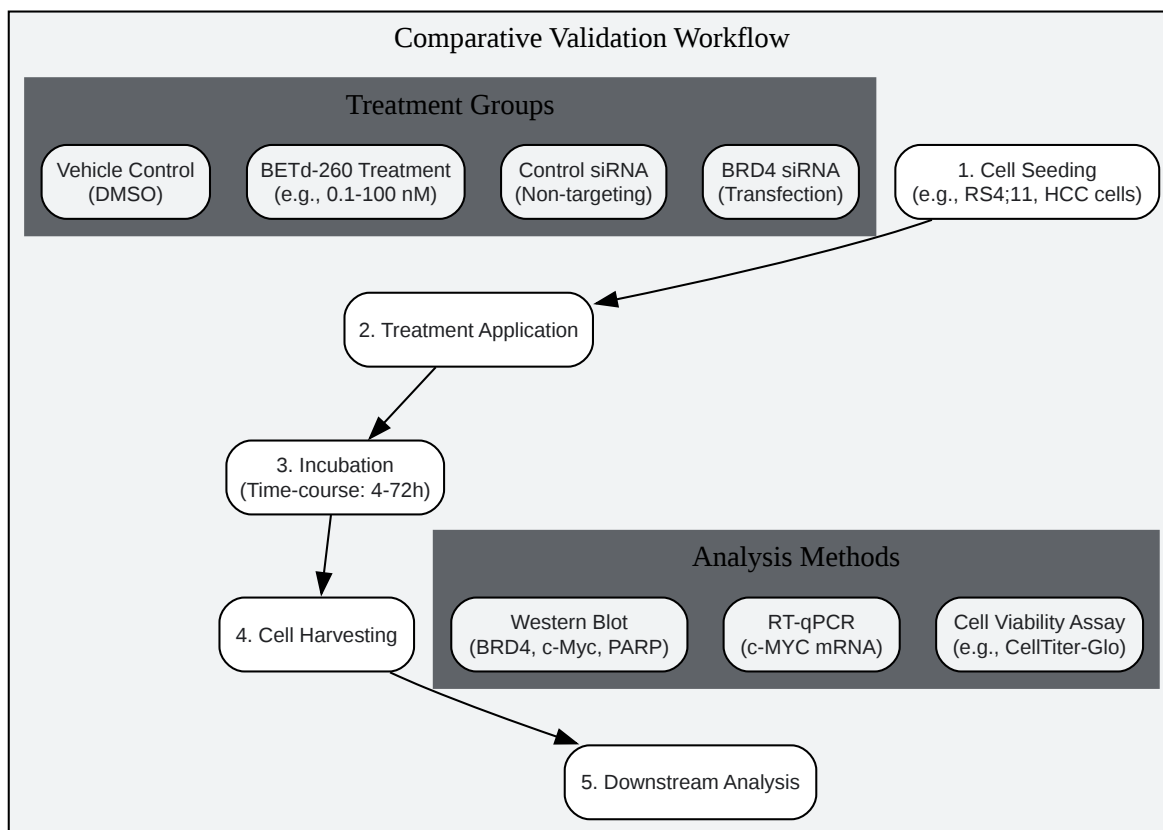 Comparative Validation Workflow
Treatment Groups
Vehicle Control
(DMSO)
BETd-260 Treatment
(e.g., 0.1-100 nM)
Control siRNA
(Non-targeting)
BRD4 siRNA
(Transfection)
1. Cell Seeding
(e.g., RS4;11, HCC cells)
2. Treatment Application
3. Incubation
(Time-course: 4-72h)
Analysis Methods
4. Cell Harvesting
Western Blot
(BRD4, c-Myc, PARP)
RT-qPCR
(c-MYC mRNA)
Cell Viability Assay
(e.g., CellTiter-Glo)
5. Downstream Analysis